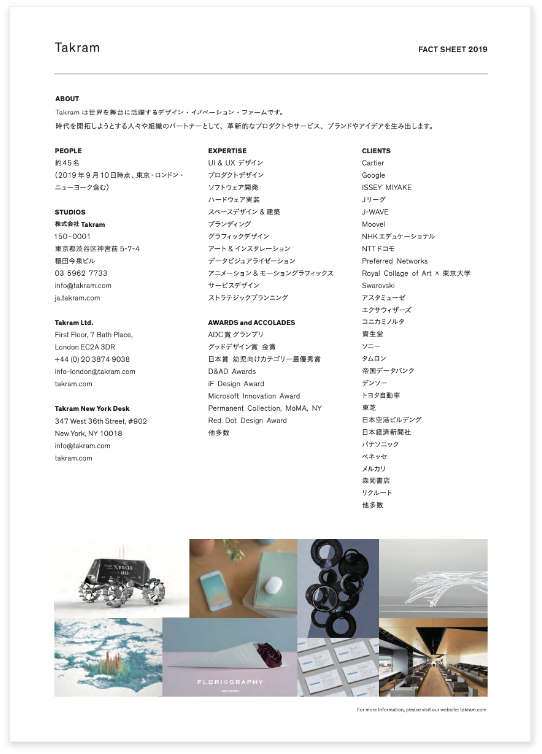 Takram
FACT SHEET 2019
ABOUT
Takram は世界を舞台に活躍するデザイン・イノベーション・ファームです。
時代を開拓しようとする人々や組織のパートナーとして、革新的なプロダクトやサービス、ブランドやアイデアを生み出します。
PEOPLE
約45名
(2019年9月10日時点、東京・ロンドン・
ニューヨーク含む)
STUDIOS
株式会社 Takram
150-0001
東京都渋谷区神宮前 5-7-4
穏田今泉ビル
03 5962 7733
info@takram.com
ja.takram.com
Takram Ltd.
First Floor, 7 Bath Place,
London EC2A 3DR
+44 (0) 20 3874 9038
info-london@takram.com
takram.com
Takram New York Desk
347 West 36th Street, #902
New York, NY 10018
info@takram.com
takram.com
EXPERTISE
UI & UX デザイン
プロダクトデザイン
ソフトウェア開発
ハードウェア実装
スペースデザイン & 建築
ブランディング
グラフィックデザイン
アート & インスタレーション
データビジュアライゼーション
アニメーション & モーショングラフィックス
サービスデザイン
ストラテジックプランニング
AWARDS and ACCOLADES
ADC賞 グランプリ
グッドデザイン賞 金賞
日本賞 幼児向けカテゴリー最優秀賞
D&AD Awards
iF Design Award
Microsoft Innovation Award
Permanent Collection, MoMA, NY
Red Dot Design Award
他多数
CLIENTS
Cartier
Google
ISSEY MIYAKE
Jリーグ
J-WAVE
Moovel
NHKエデュケーショナル
NTTドコモ
Preferred Networks
Royal Collage of Art × 東京大学
Swarovski
アスタミューゼ
エクサウィザーズ
コニカミノルタ
資生堂
ソニー
タムロン
帝国データバンク
デンソー
トヨタ自動車
東芝
日本空港ビルデング
日本経済新聞社
パナソニック
ベネッセ
メルカリ
森岡書店
リクルート
他多数
FLORIOGRAPHY
For more information, please visit our website: takram.com